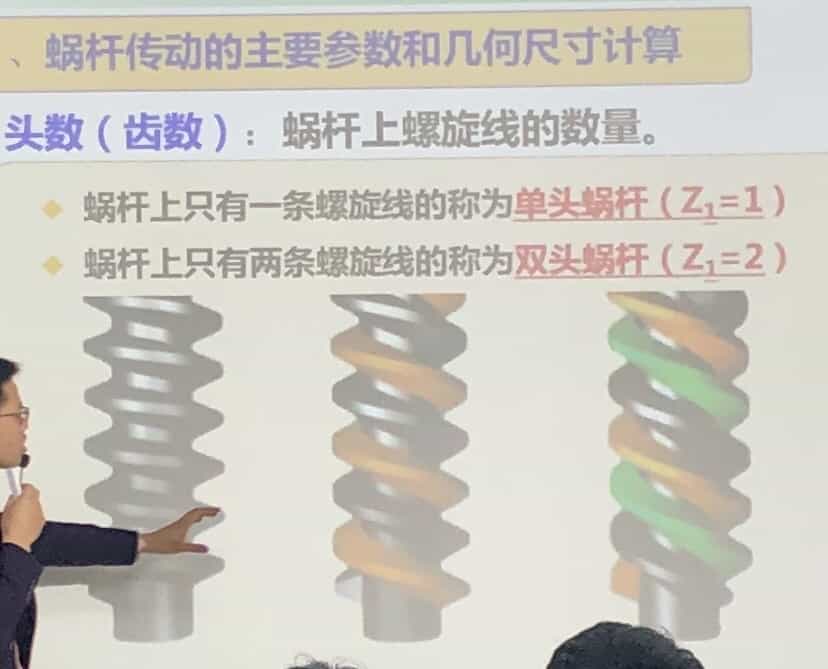 、蜗杆传动的主要参数和几何尺寸计算
头数（齿数）：蜗杆上螺旋线的数量。
蜗杆上只有一条螺旋线的称为单头蜗杆（Z₁=1）
蜗杆上只有两条螺旋线的称为双头蜗杆（Z₁=2）